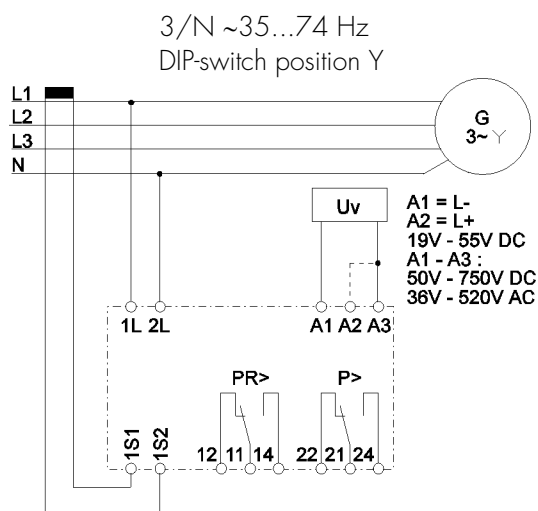 3/N ~35...74 Hz
DIP-switch position Y
L1
L2
L3
N
G
3~ Y
Uv
A1 = L-
A2 = L+
19V - 55V DC
A1 - A3 :
50V - 750V DC
36V - 520V AC
1L 2L
A1 A2 A3
PR>
P>
1S1
1S2
12 11 14
22 21 24